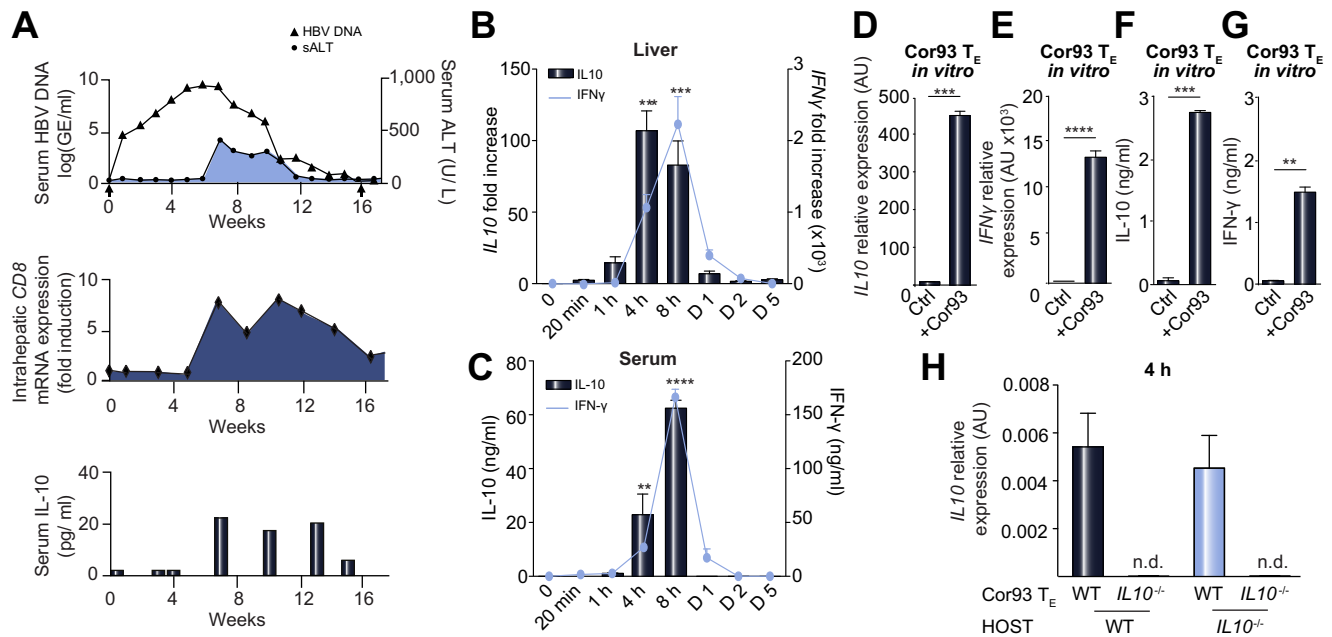 A
HBV DNA
sALT
Serum HBV DNA
log(GE/ml)
10
5
0
1,000
500
0
Serum ALT (U/ L)
0 4 8 12 16
Weeks
Intrahepatic CD8
mRNA expression
(fold induction)
10
5
0
0 4 8 12 16
Weeks
Serum IL-10
(pg/ ml)
40
20
0
0 4 8 12 16
Weeks
B
Liver
IL10
IFNγ
*** ***
IL10 fold increase
150
100
50
0
3
2
1
0
IFNγ fold increase (x10³)
0 20 min 1 h 4 h 8 h D 1 D 2 D 5
C
Serum
IL-10
IFN-γ
** ****
IL-10 (ng/ml)
80
60
40
20
0
200
150
100
50
0
IFN-γ (ng/ml)
0 20 min 1 h 4 h 8 h D 1 D 2 D 5
D
Cor93 TE
in vitro
***
IL10 relative expression (AU)
500
400
300
200
100
0
Ctrl +Cor93
E
Cor93 TE
in vitro
****
IFNγ relative
expression (AU x10³)
20
15
10
5
0
Ctrl +Cor93
F
Cor93 TE
in vitro
***
IL-10 (ng/ml)
3
2
1
0
Ctrl +Cor93
G
Cor93 TE
in vitro
**
IFN-γ (ng/ml)
3
2
1
0
Ctrl +Cor93
H
4 h
IL10 relative
expression (AU)
0.008
0.006
0.004
0.002
n.d. n.d.
Cor93 TE WT IL10-/- WT IL10-/-
HOST WT IL10-/-